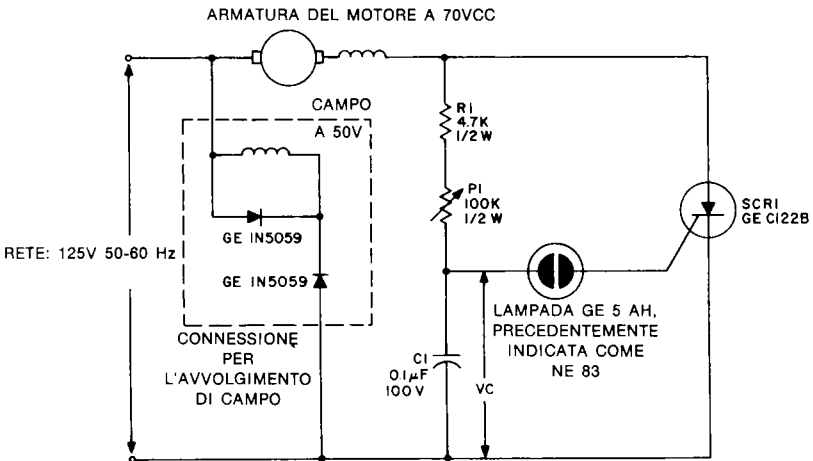 ARMATURA DEL MOTORE A 70VCC
CAMPO
A 50V
GE IN5059
GE IN5059
RETE: 125V 50-60 Hz
CONNESSIONE
PER
L'AVVOLGIMENTO
DI CAMPO
R1
4.7K
1/2 W
P1
100K
1/2 W
C1
0.1µF
100V
VC
LAMPADA GE 5 AH,
PRECEDENTEMENTE
INDICATA COME
NE 83
SCR1
GE C122B